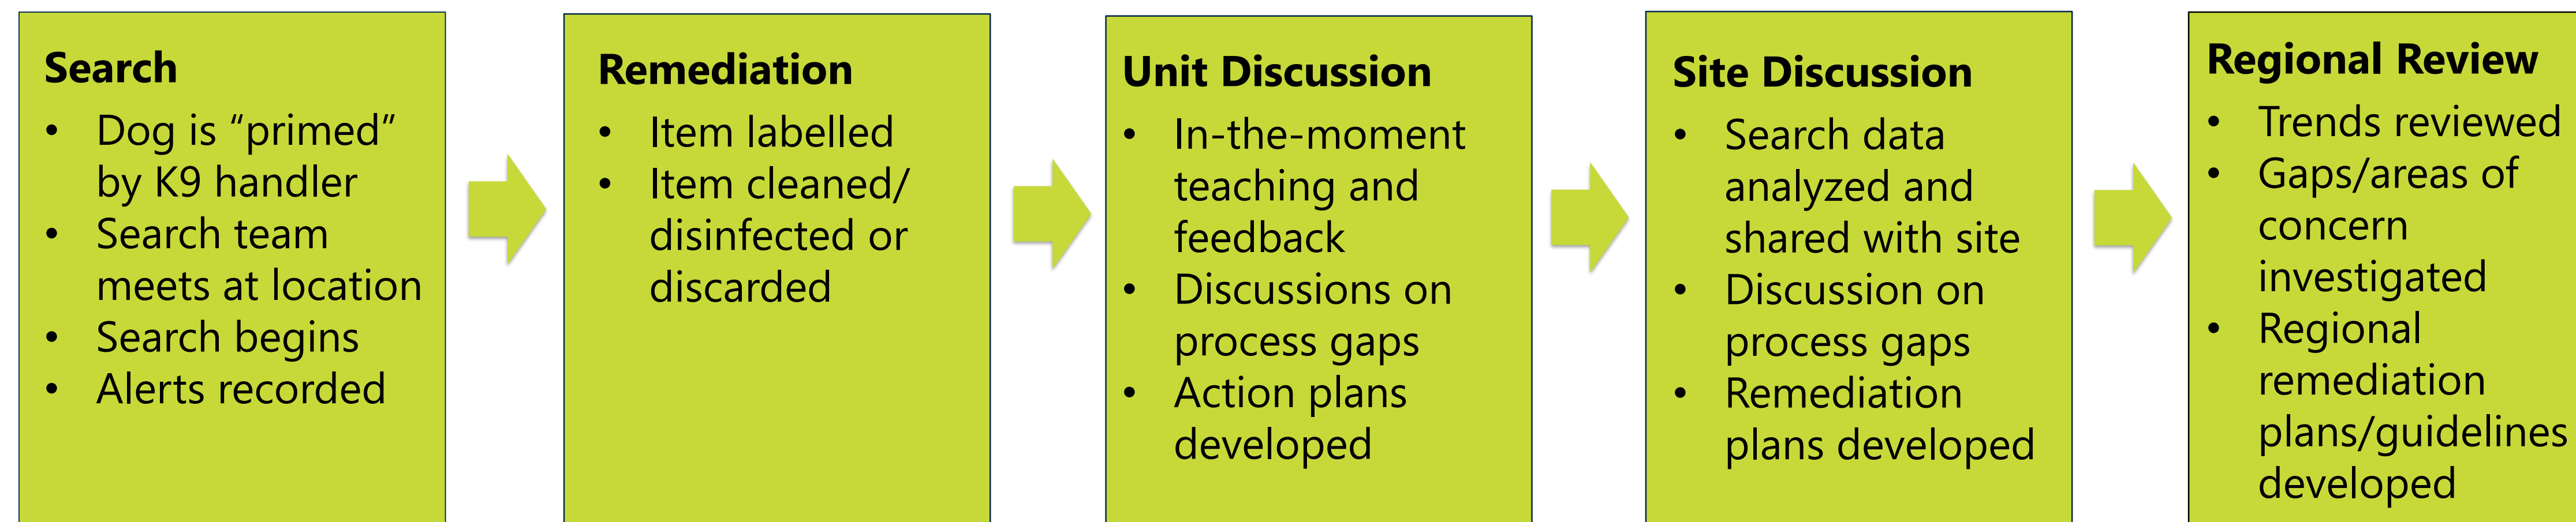 Search
• Dog is “primed”
by K9 handler
• Search team
meets at location
• Search begins
• Alerts recorded
Remediation
• Item labelled
• Item cleaned/
disinfected or
discarded
Unit Discussion
• In-the-moment
teaching and
feedback
• Discussions on
process gaps
• Action plans
developed
Site Discussion
• Search data
analyzed and
shared with site
• Discussion on
process gaps
• Remediation
plans developed
Regional Review
• Trends reviewed
• Gaps/areas of
concern
investigated
• Regional
remediation
plans/guidelines
developed